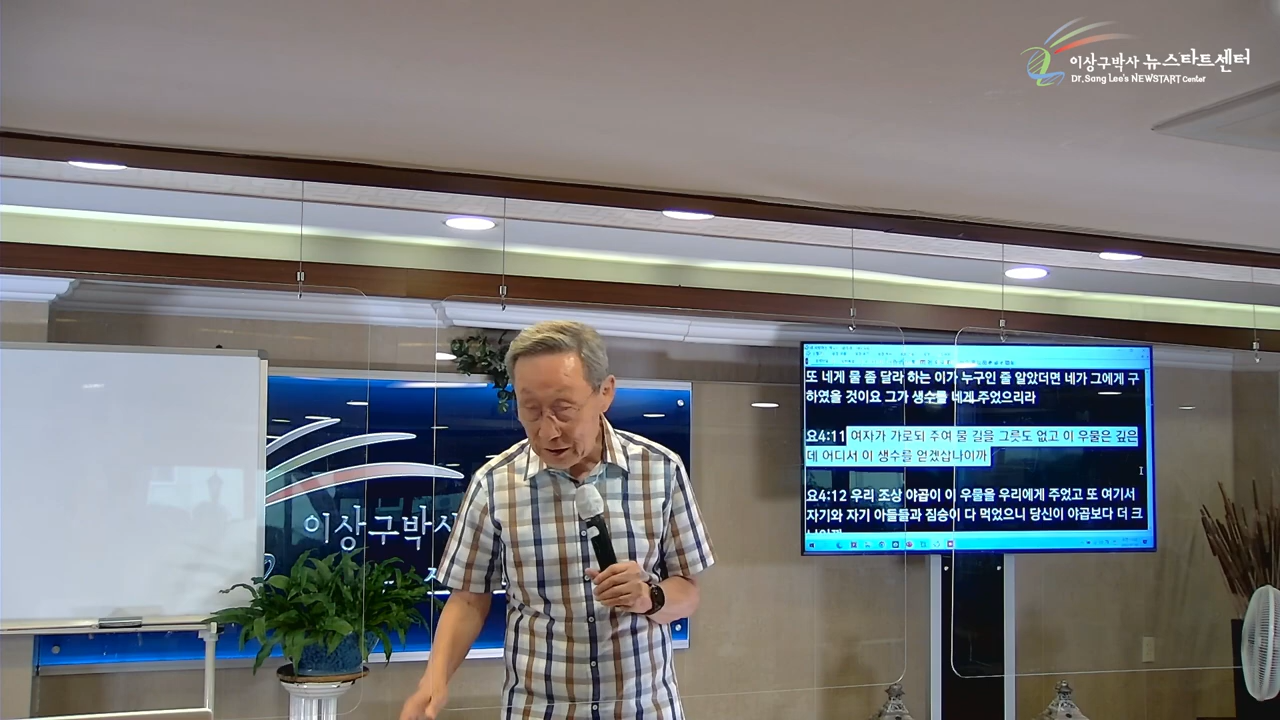 이상구박사 뉴스타트센터
Dr. Sang Lee's NEWSTART Center
이상구박사
또 네게 물 좀 달라 하는 이가 누구인 줄 알았더면 네가 그에게 구
하였을 것이요 그가 생수를 네게 주었으리라
요4:11 여자가 가로되 주여 물 길을 그릇도 없고 이 우물은 깊은
데 어디서 이 생수를 얻겠삽나이까
요4:12 우리 조상 야곱이 이 우물을 우리에게 주었고 또 여기서
자기와 자기 아들들과 짐승이 다 먹었으니 당신이 야곱보다 더 크